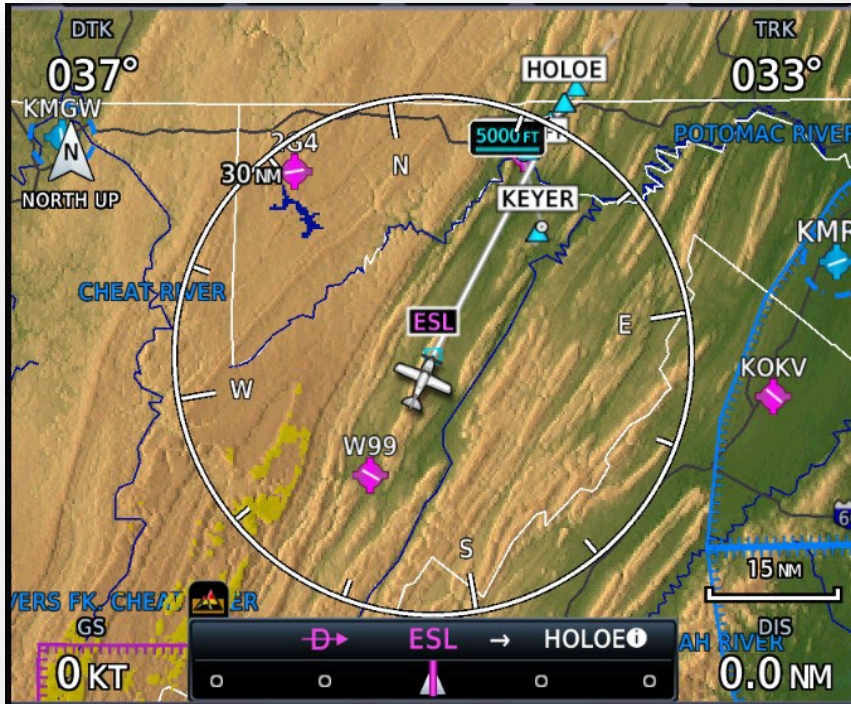 DTK
TRK
037°
HOLOE
033°
KMGW
5000FT
POTOMAC RIVER
2G4
N
N
30NM
NORTH UP
KEYER
KMR
CHEAT RIVER
ESL
E
W
KOKV
W99
S
6
15NM
VERS FK. CHEAT
ER
GS
D
ESL → HOLOE
i
AH RIVER
DIS
0KT
0.0NM